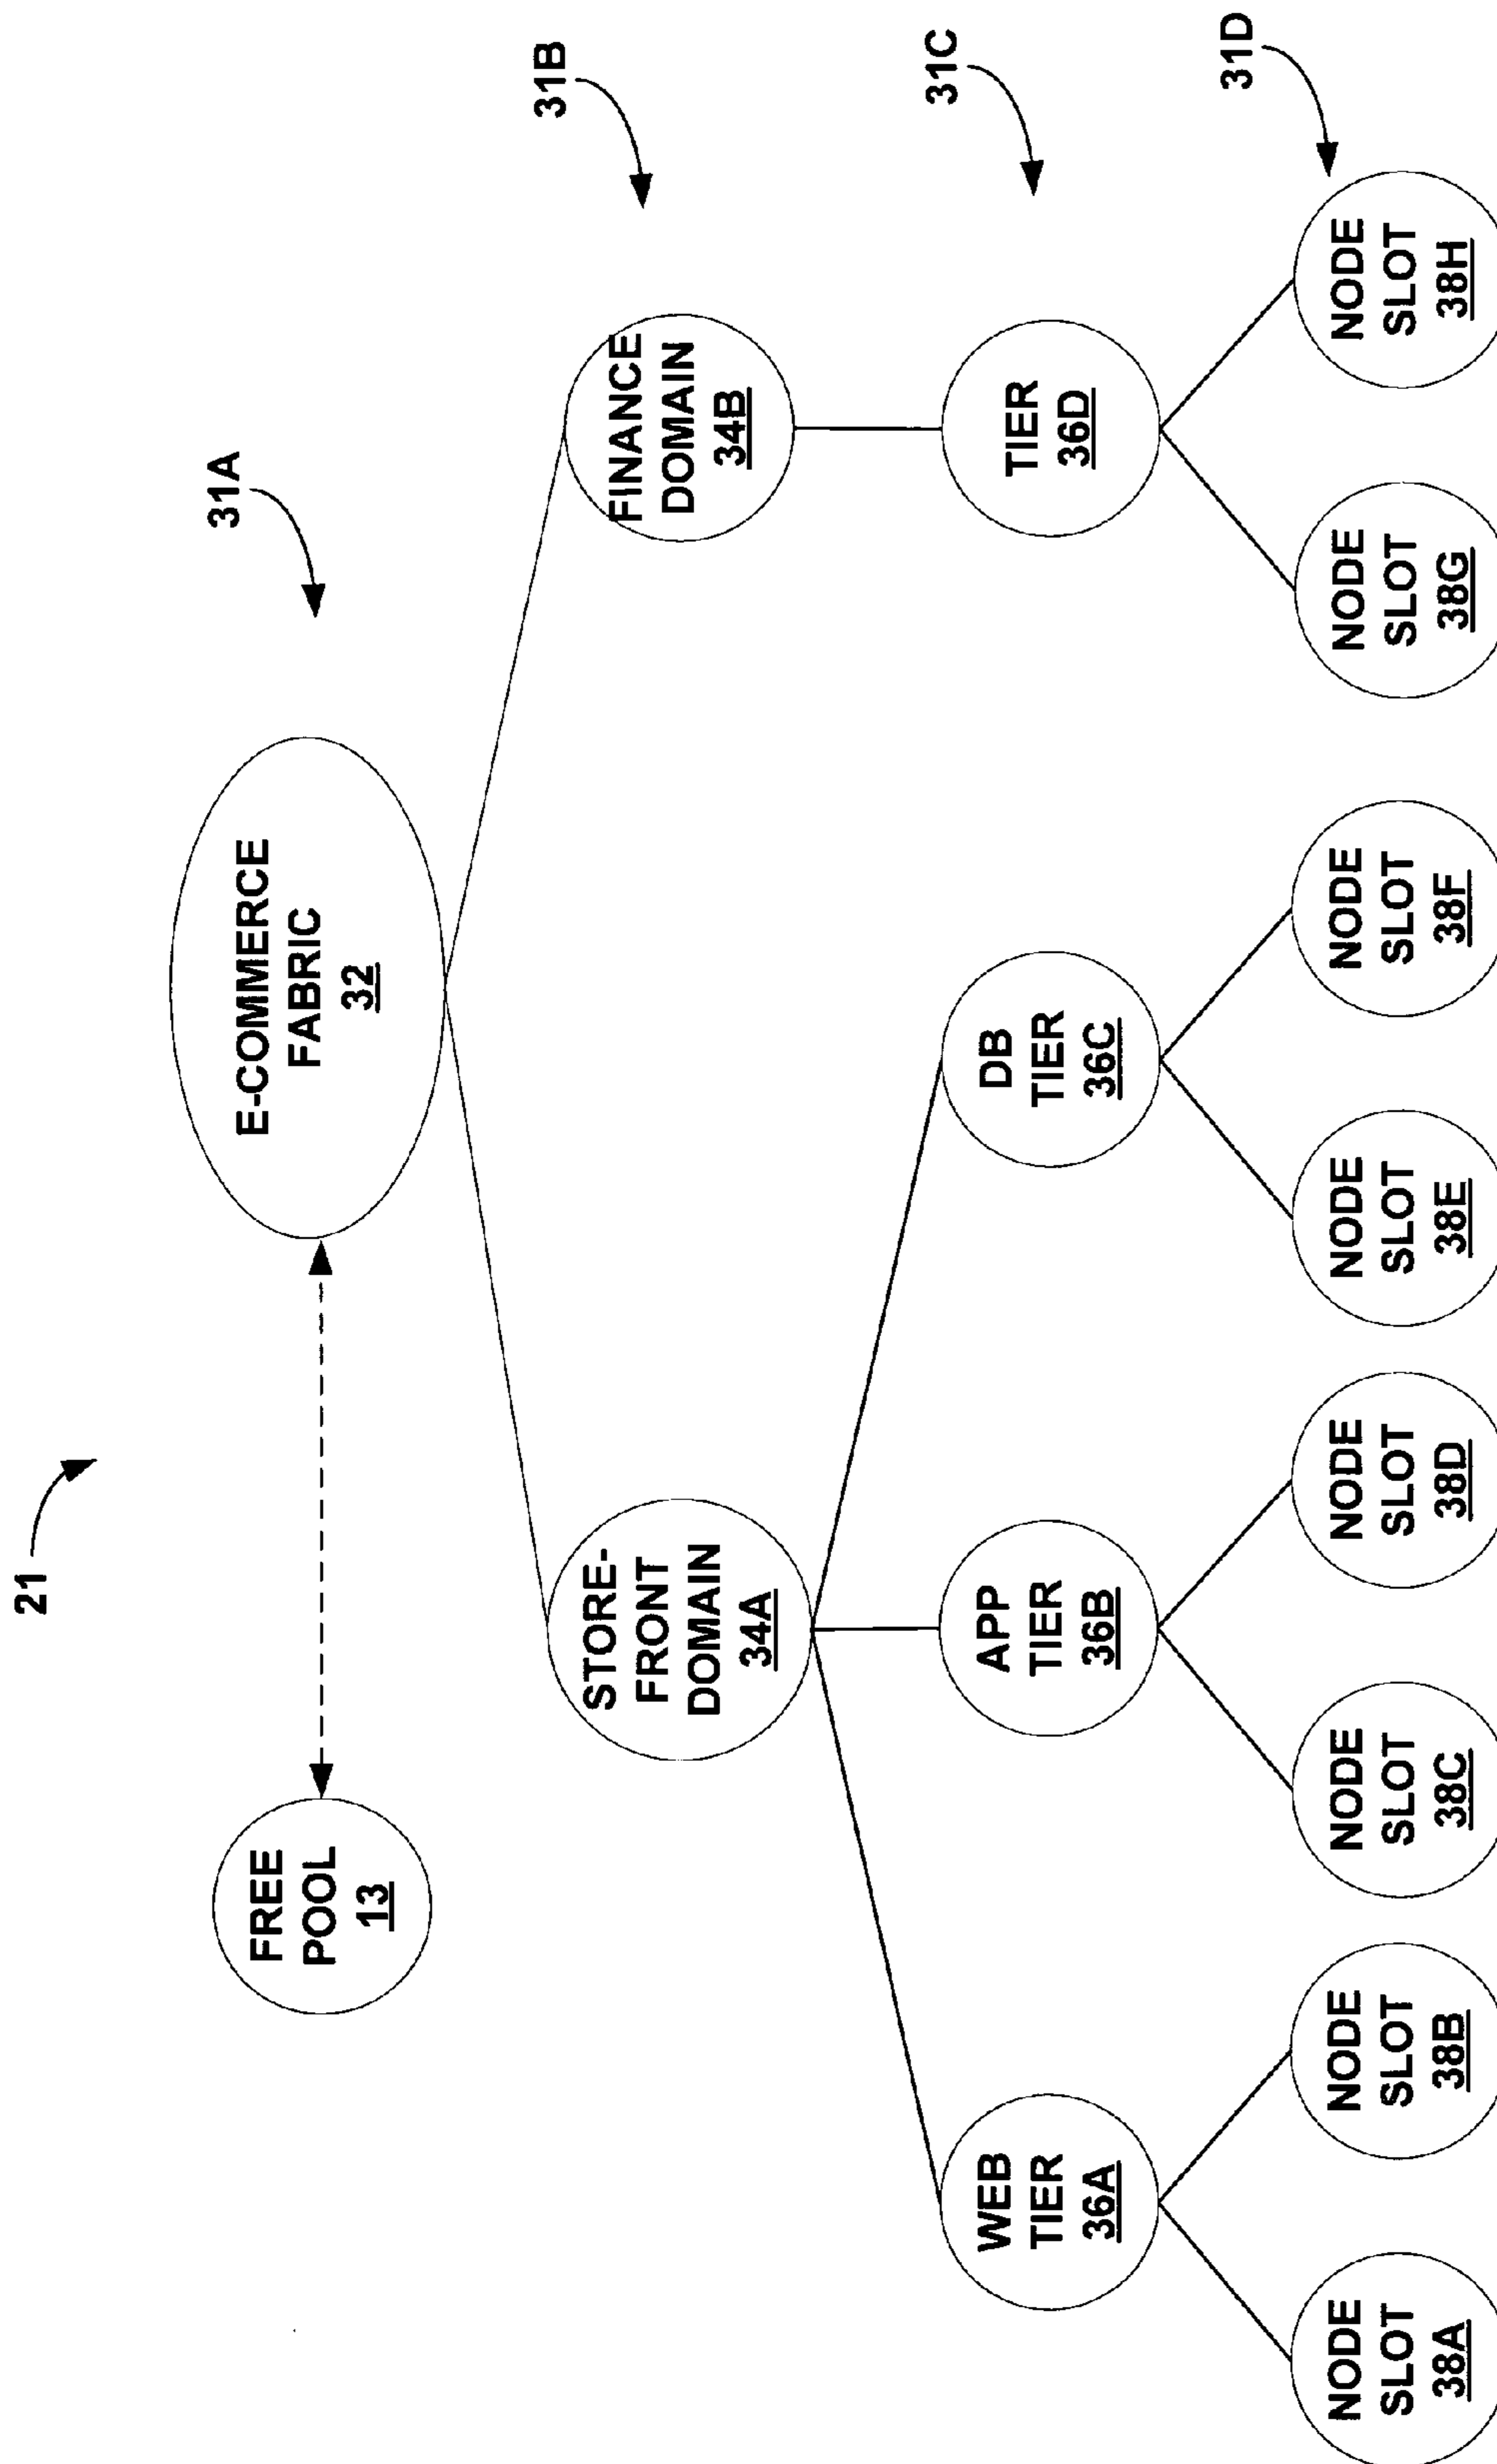 21
31A
FREE
POOL
13
E-COMMERCE
FABRIC
32
31B
STORE-
FRONT
DOMAIN
34A
FINANCE
DOMAIN
34B
31C
WEB
TIER
36A
APP
TIER
36B
DB
TIER
36C
TIER
36D
31D
NODE
SLOT
38A
NODE
SLOT
38B
NODE
SLOT
38C
NODE
SLOT
38D
NODE
SLOT
38E
NODE
SLOT
38F
NODE
SLOT
38G
NODE
SLOT
38H